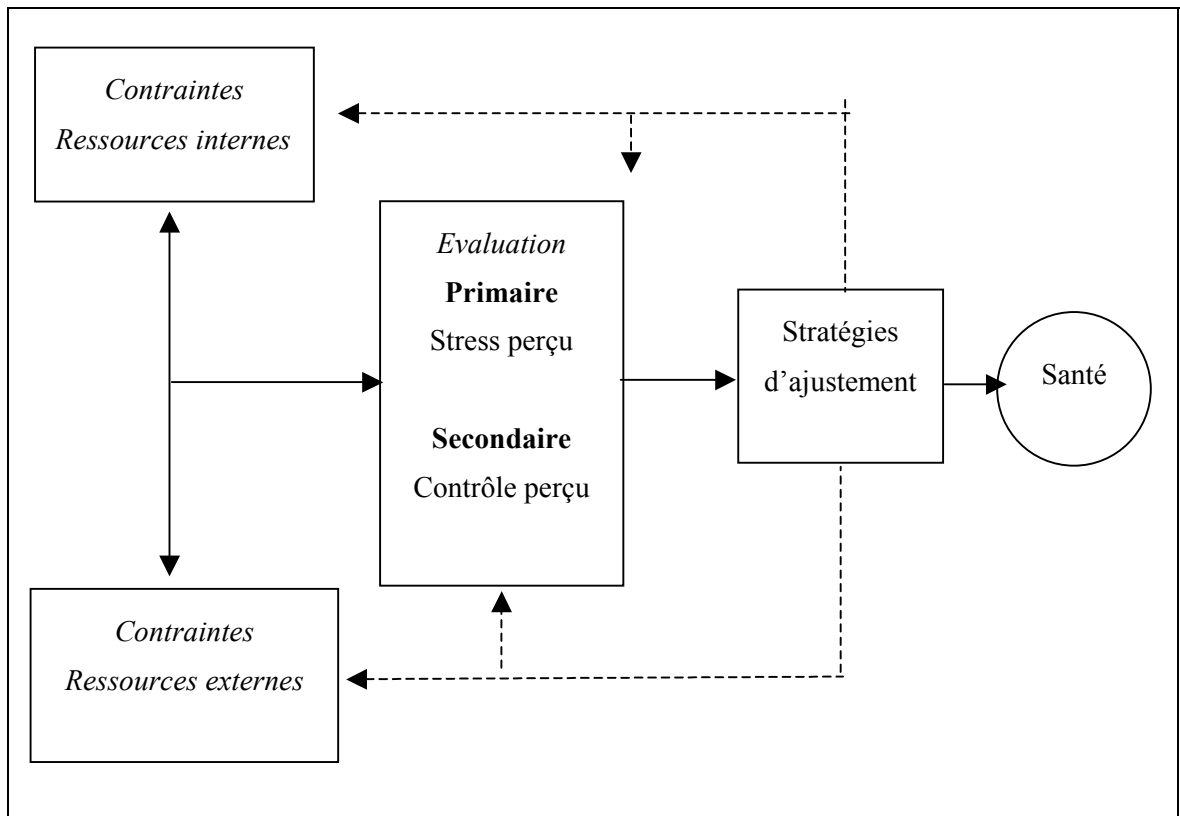 Contraintes
Ressources internes
Evaluation
Primaire
Stress perçu
Secondaire
Contrôle perçu
Stratégies
d’ajustement
Santé
Contraintes
Ressources externes